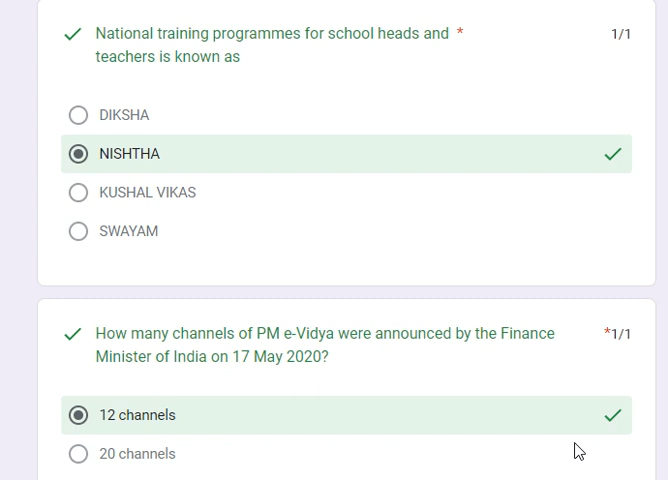 National training programmes for school heads and * 1/1
teachers is known as
DIKSHA
NISHTHA
KUSHAL VIKAS
SWAYAM
How many channels of PM e-Vidya were announced by the Finance *1/1
Minister of India on 17 May 2020?
12 channels
20 channels